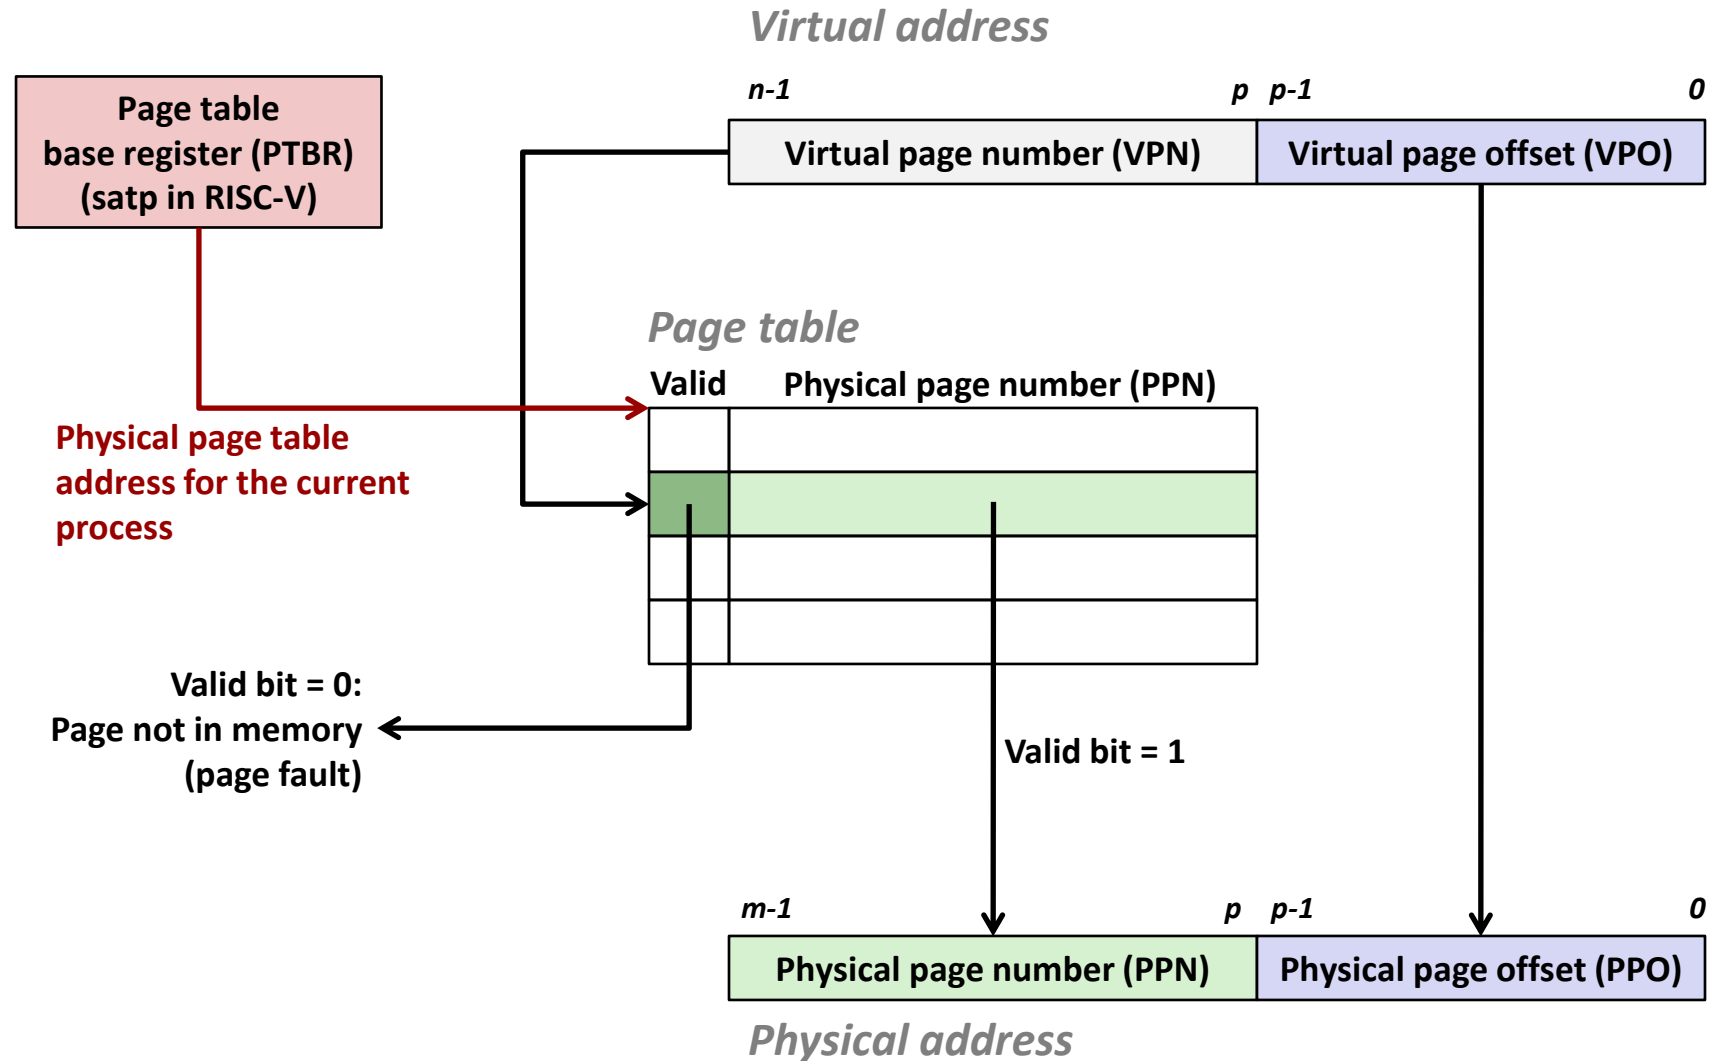 Virtual address
n-1 p p-1 0
Page table
base register (PTBR)
(satp in RISC-V)
Virtual page number (VPN) Virtual page offset (VPO)
Page table
Valid Physical page number (PPN)
Physical page table
address for the current
process
Valid bit = 0:
Page not in memory
(page fault)
Valid bit = 1
m-1 p p-1 0
Physical page number (PPN) Physical page offset (PPO)
Physical address